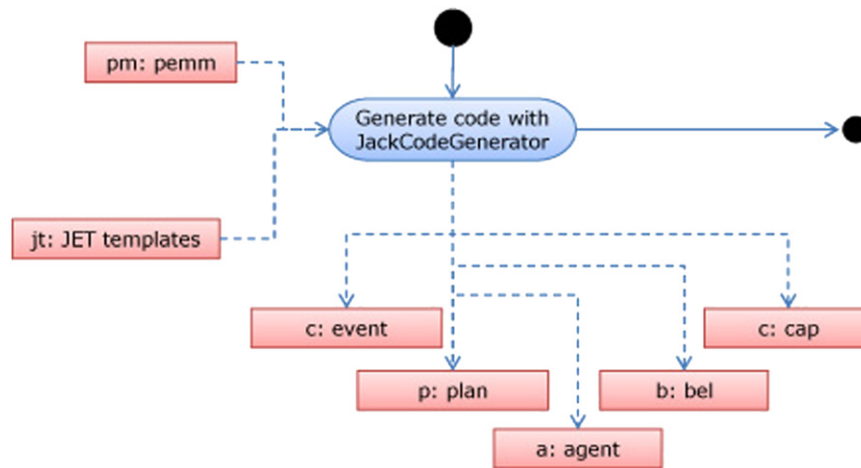 pm: pemm
Generate code with
JackCodeGenerator
jt: JET templates
c: event
c: cap
p: plan
b: bel
a: agent